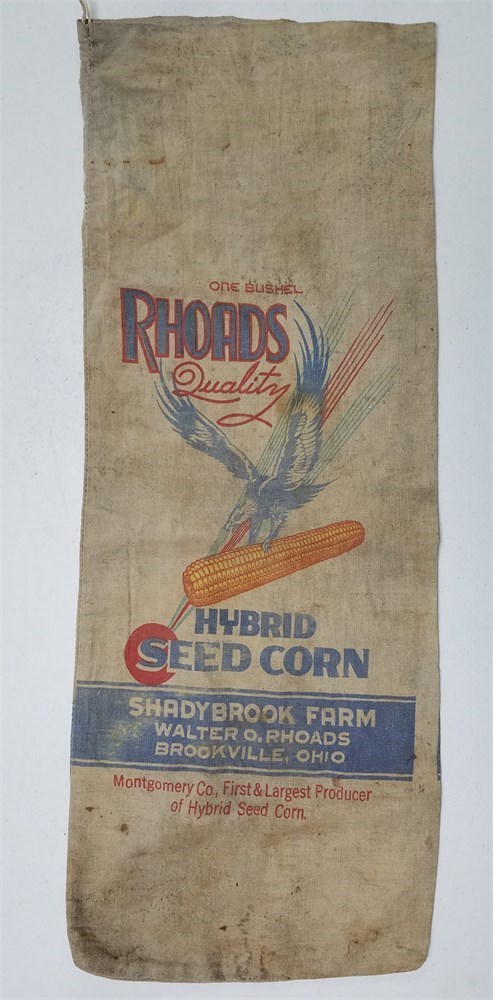 ONE BUSHEL
RHOADS
Quality
HYBRID
SEED CORN
SHADYBROOK FARM
WALTER O. RHOADS
BROOKVILLE, OHIO
Montgomery Co., First & Largest Producer
of Hybrid Seed Corn.